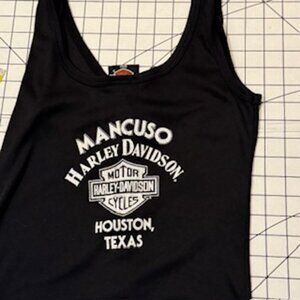 MANCUSO
HARLEY DAVIDSON.
MOTOR
HARLEY-DAVIDSON
CYCLES
HOUSTON,
TEXAS